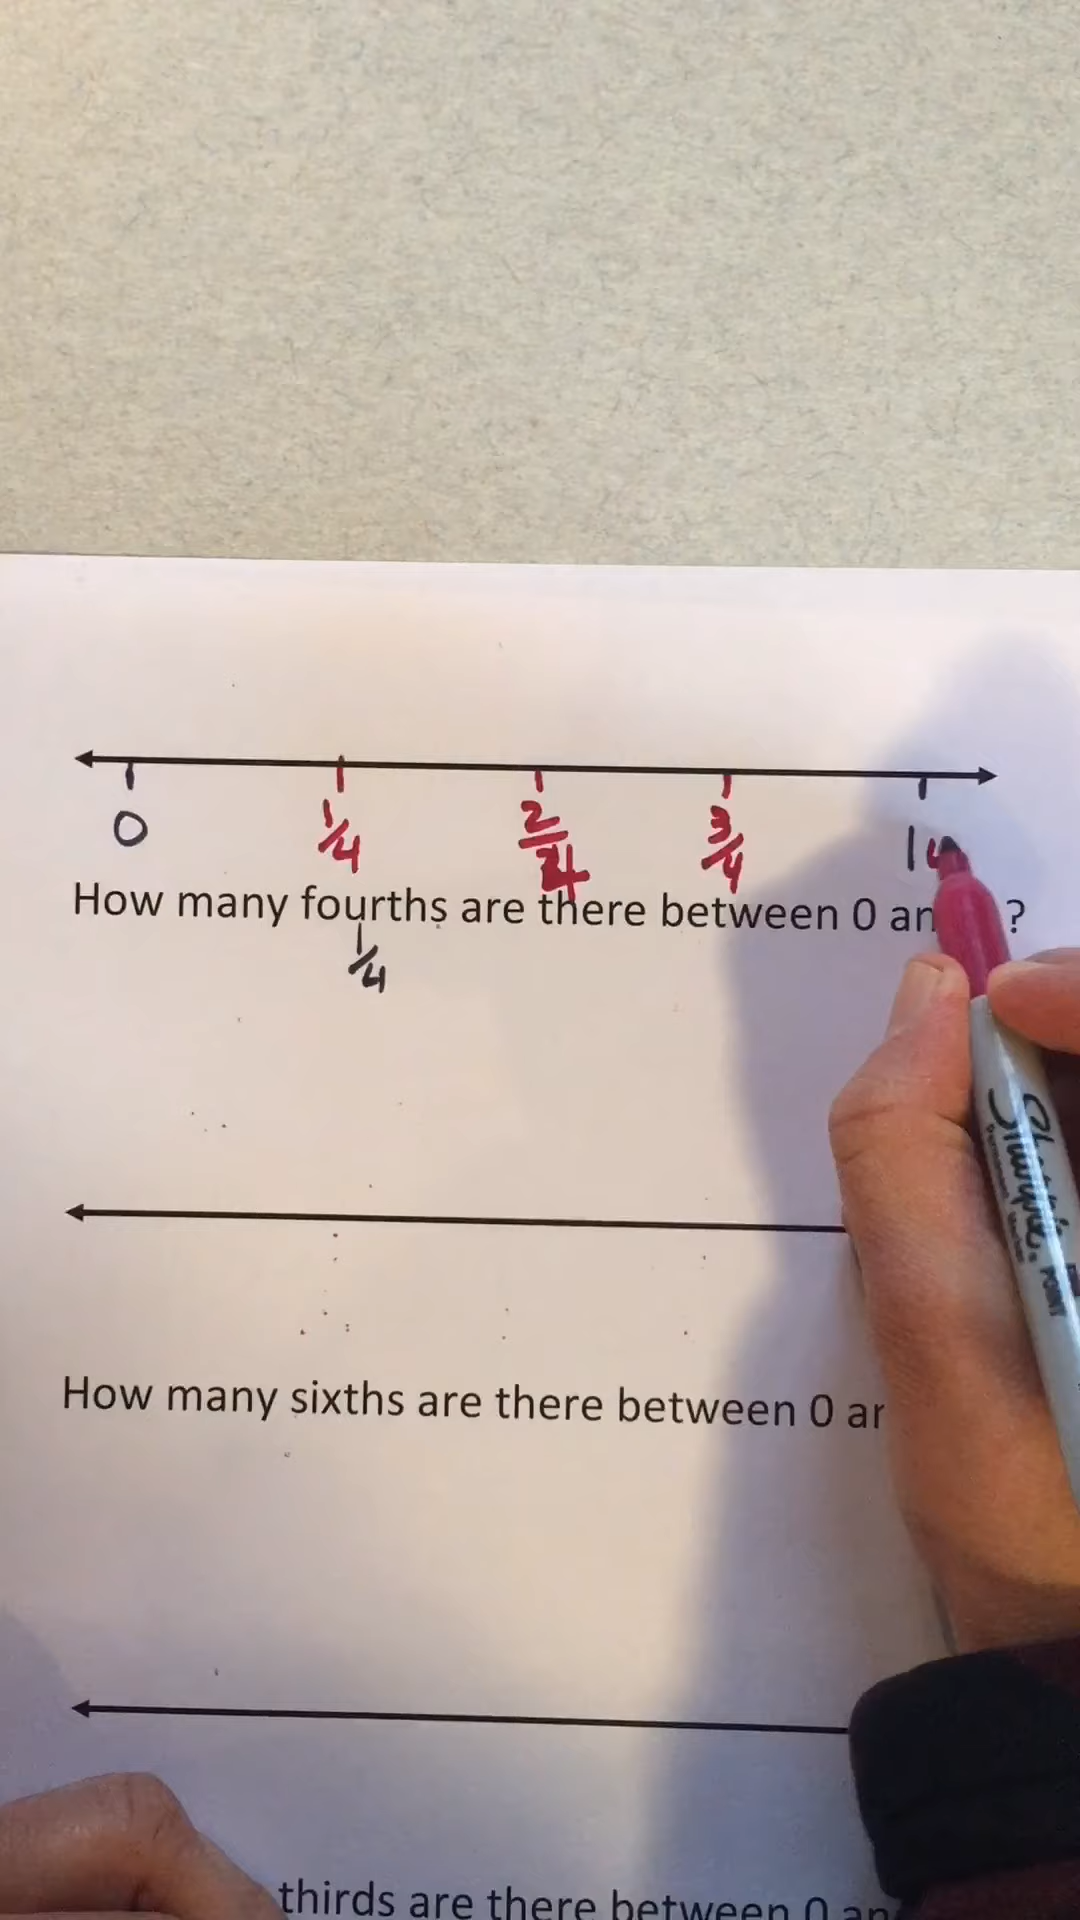 0 1/4 2/4 3/4 1 4
How many fourths are there between 0 an ?
1/4
How many sixths are there between 0 ar
thirds are there between 0 an
Sharpie.